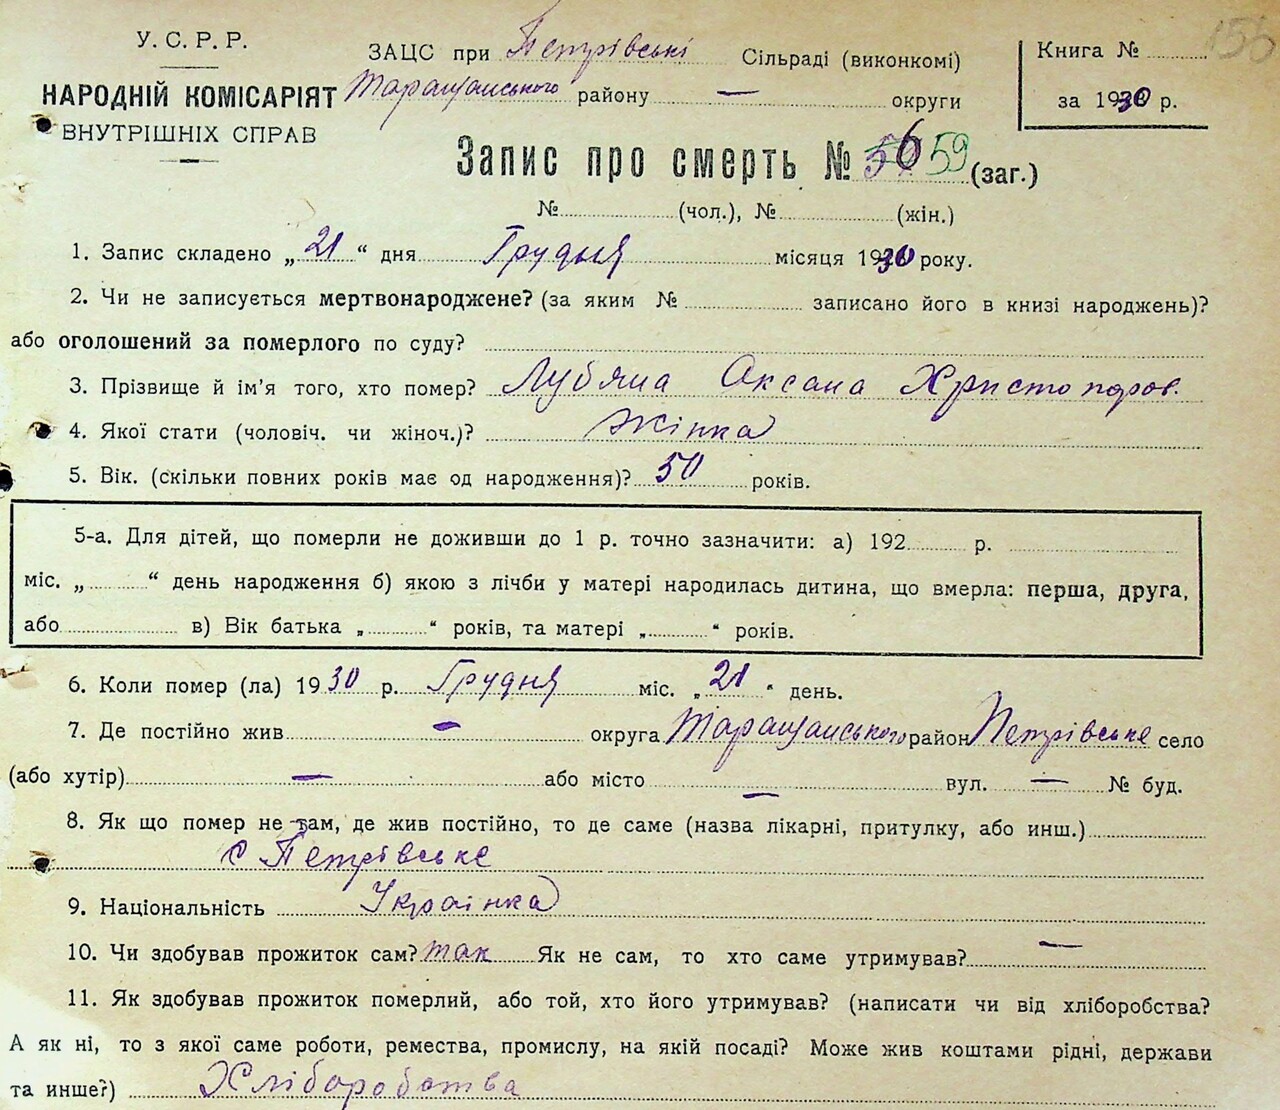 У. С. Р. Р.
НАРОДНІЙ КОМІСАРІЯТ
ВНУТРІШНІХ СПРАВ
ЗАЦС при Петрівські Сільраді (виконкомі)
Таращанського району — округи
Книга № 156
за 1930 р.
Запис про смерть № 6 59 (заг.)
№ (чол.), № (жін.)
1. Запис складено „21“ дня Грудня місяця 1930 року.
2. Чи не записується мертвонароджене? (за яким № записано його в книзі народжень)?
або оголошений за померлого по суду?
3. Прізвище й ім’я того, хто помер? Оксана Христофоров.
4. Якої стати (чоловіч. чи жіноч.)? Жінка
5. Вік. (скільки повних років має од народження)? 50 років.
5-а. Для дітей, що померли не доживши до 1 р. точно зазначити: а) 192 р.
міс. „ “ день народження б) якою з лічби у матері народилась дитина, що вмерла: перша, друга,
або в) Вік батька „ “ років, та матері „ “ років.
6. Коли помер (ла) 1930 р. Грудня міс. „21“ день.
7. Де постійно жив — округа Таращанського район Петрівське село
(або хутір) — або місто — вул. — № буд.
8. Як що помер не там, де жив постійно, то де саме (назва лікарні, притулку, або инш.)
с Петрівське
9. Національність Українка
10. Чи здобував прожиток сам? так Як не сам, то хто саме утримував? —
11. Як здобував прожиток померлий, або той, хто його утримував? (написати чи від хліборобства?
А як ні, то з якої саме роботи, ремества, промислу, на якій посаді? Може жив коштами рідні, держави
та инше?) Хліборобства